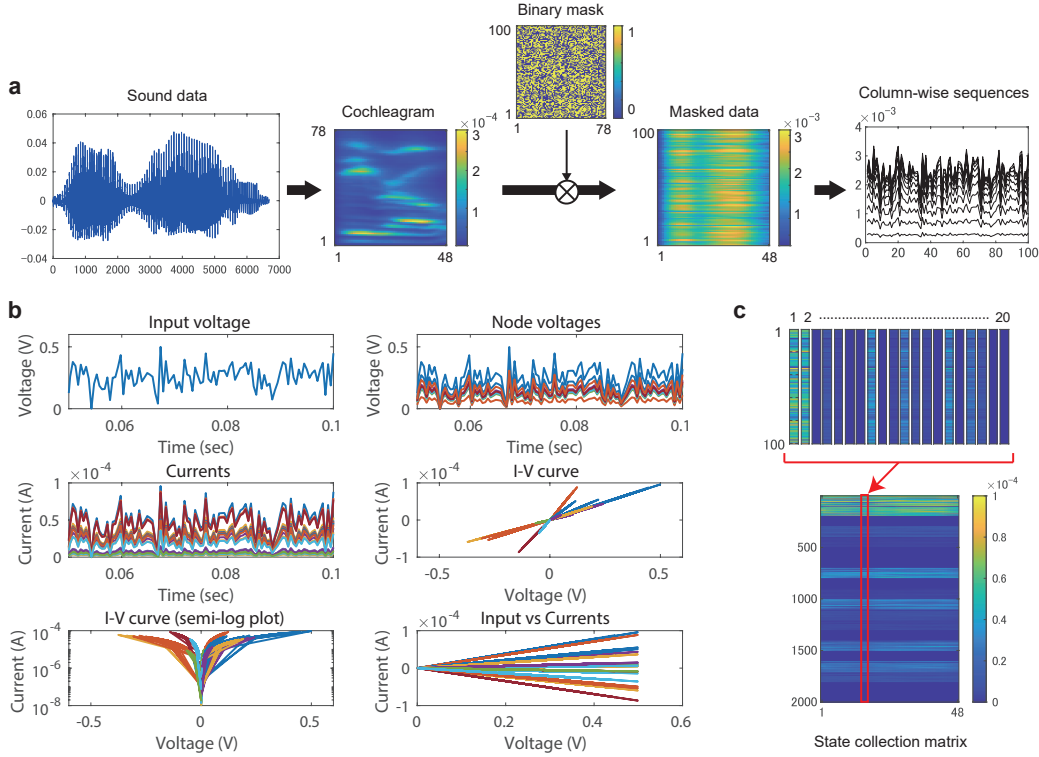 a
Sound data
0.06
0.04
0.02
0
-0.02
-0.04
0 1000 2000 3000 4000 5000 6000 7000
Cochleagram
78
1
1 48
×10⁻⁴
3
2
1
Binary mask
100
1
1 78
1
0
Masked data
100
1
1 48
×10⁻³
3
2
1
Column-wise sequences
×10⁻³
4
3
2
1
0
0 20 40 60 80 100
b
Input voltage
Voltage (V)
0.5
0
0.06 0.08 0.1
Time (sec)
Node voltages
Voltage (V)
0.5
0
0.06 0.08 0.1
Time (sec)
Currents
×10⁻⁴
Current (A)
1
0.5
0
0.06 0.08 0.1
Time (sec)
I-V curve
×10⁻⁴
Current (A)
1
0
-1
-0.5 0 0.5
Voltage (V)
I-V curve (semi-log plot)
Current (A)
10⁻⁴
10⁻⁶
10⁻⁸
-0.5 0 0.5
Voltage (V)
Input vs Currents
×10⁻⁴
Current (A)
1
0
-1
0 0.2 0.4 0.6
Voltage (V)
c
1 2 ........................ 20
1
100
500
1000
1500
2000
1 48
×10⁻⁴
1
0.8
0.6
0.4
0.2
0
State collection matrix